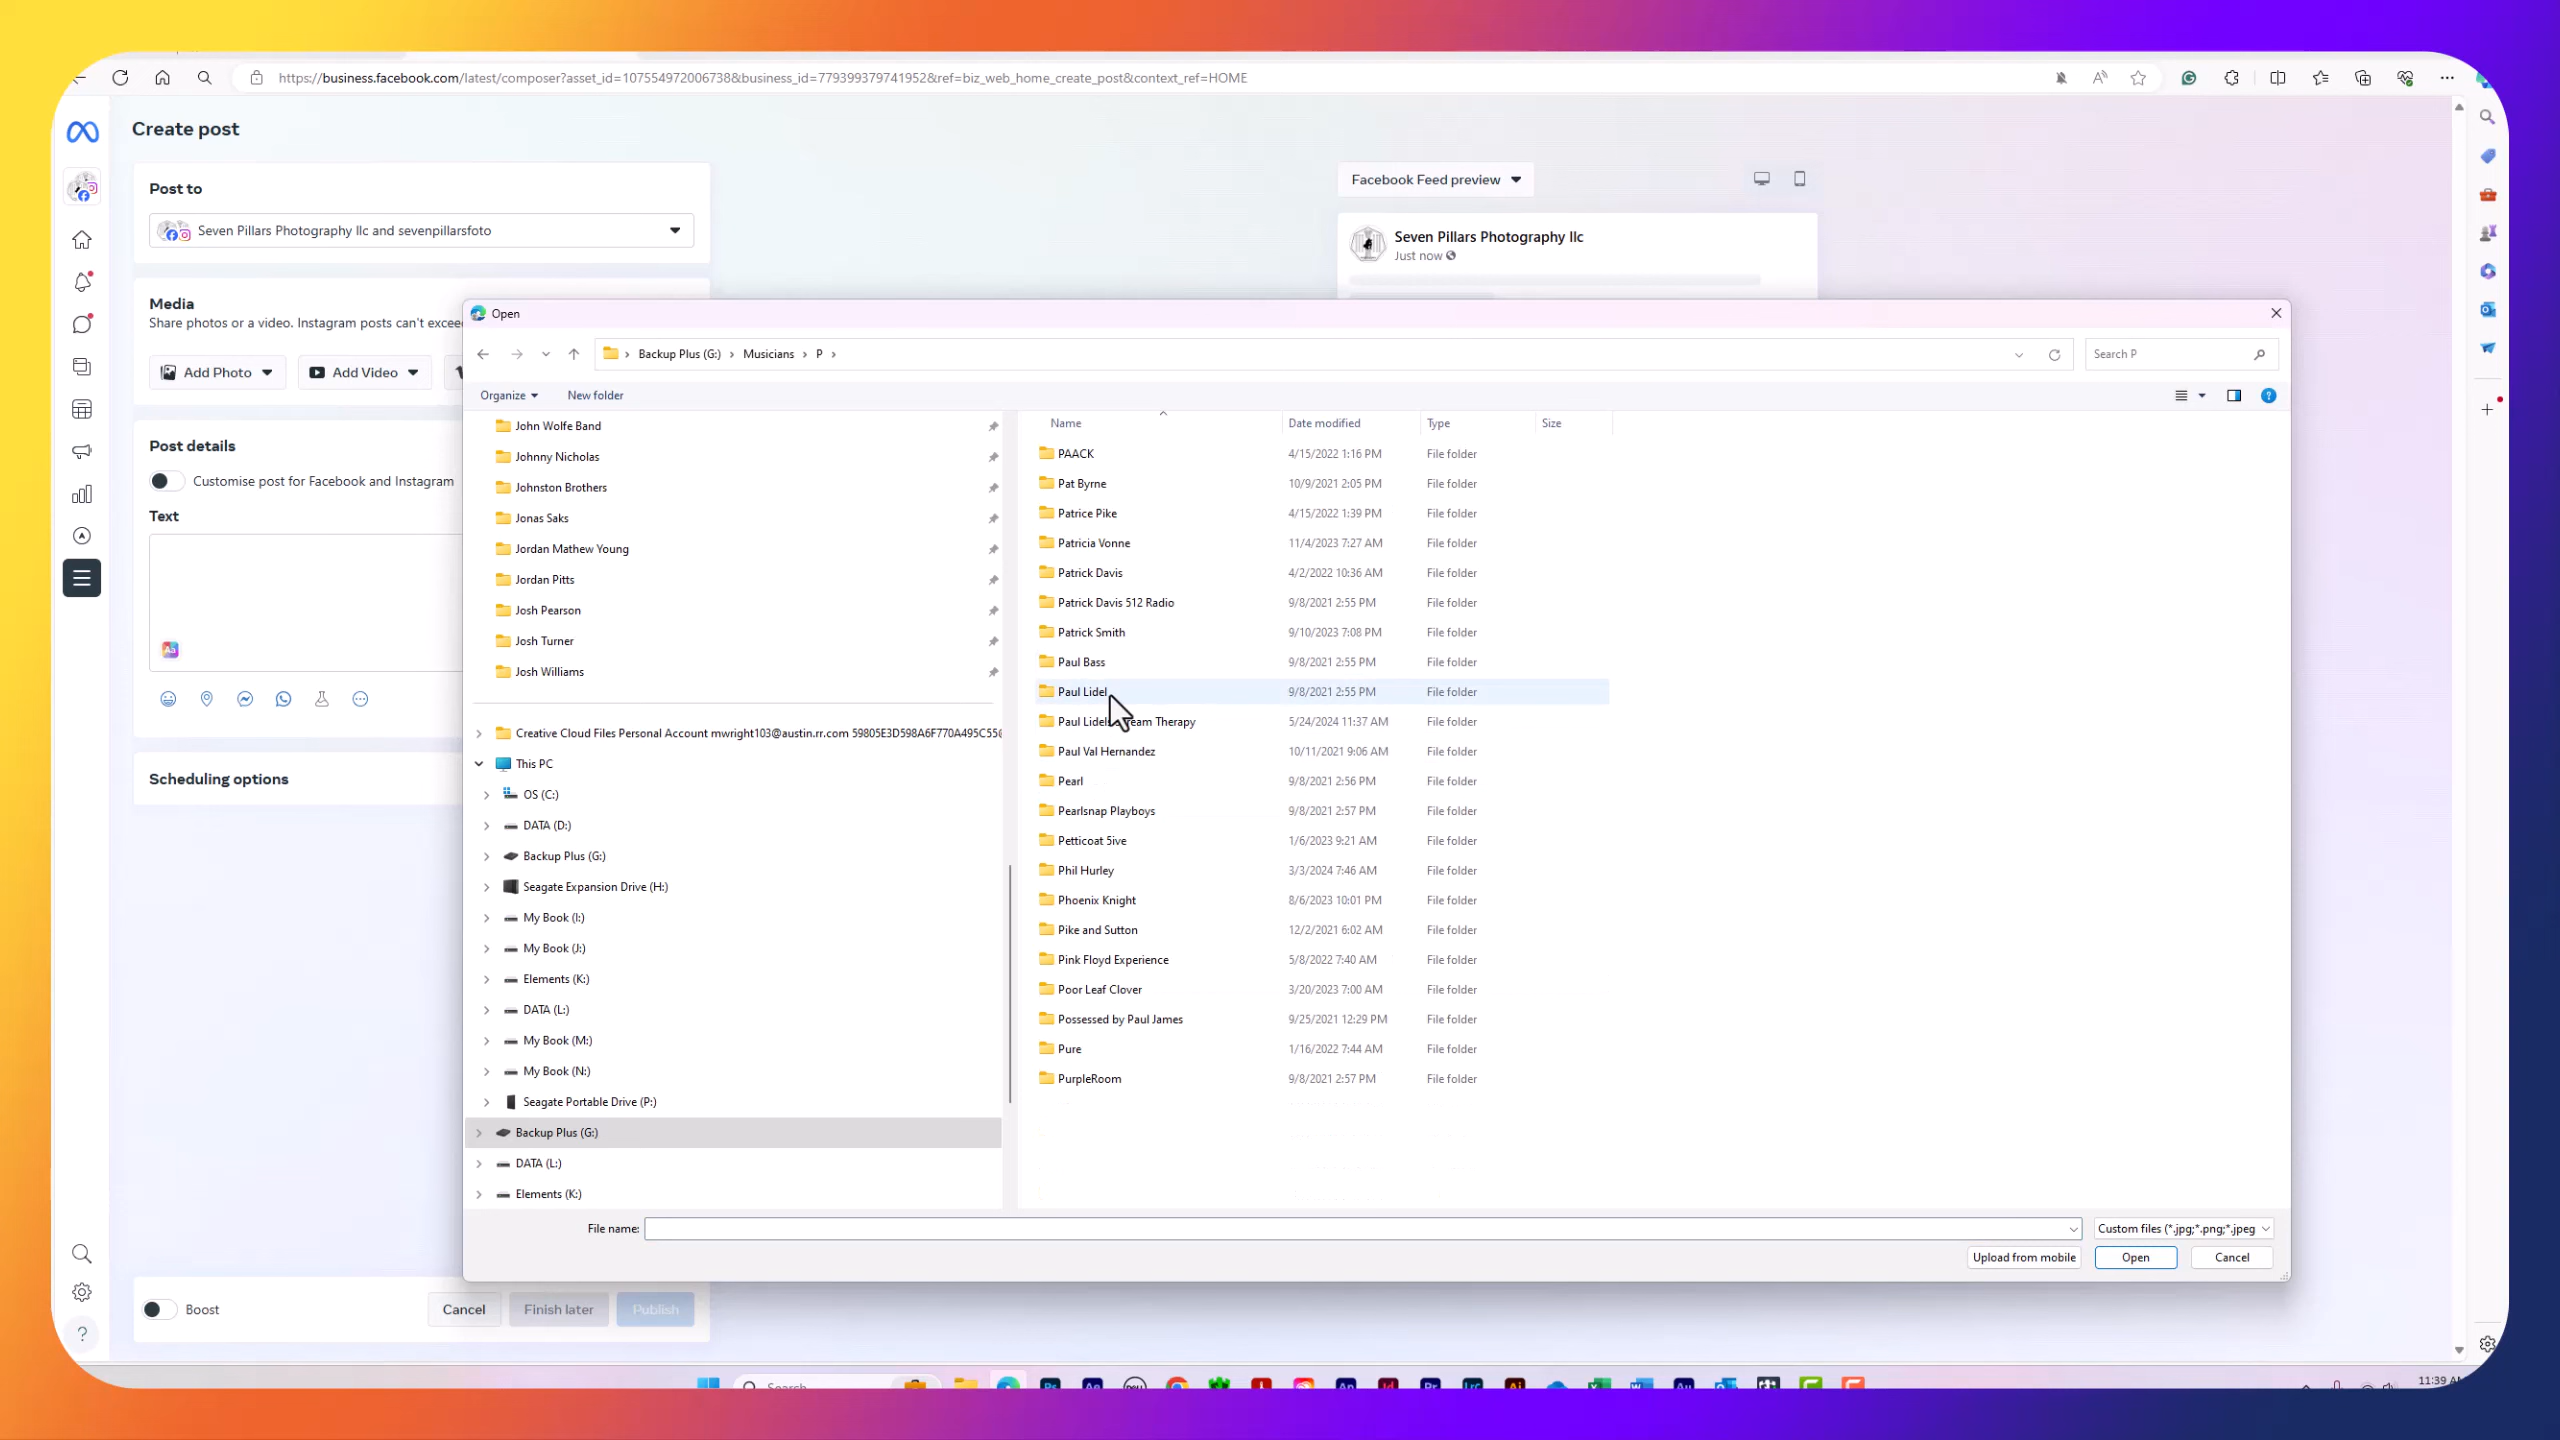 https://business.facebook.com/latest/composer?asset_id=107554972006738&business_id=779399379741952&ref=biz_web_home_create_post&context_ref=HOME
Create post
Post to
Seven Pillars Photography llc and sevenpillarsfoto
Media
Share photos or a video. Instagram posts can't excee
Add Photo
Add Video
Post details
Customise post for Facebook and Instagram
Text
Scheduling options
Boost
Cancel
Finish later
Publish
Facebook Feed preview
Seven Pillars Photography llc
Just now
Open
Backup Plus (G:) > Musicians > P >
Search P
Organize
New folder
John Wolfe Band
Johnny Nicholas
Johnston Brothers
Jonas Saks
Jordan Mathew Young
Jordan Pitts
Josh Pearson
Josh Turner
Josh Williams
Creative Cloud Files Personal Account mwright103@austin.rr.com 59805E3D598A6F770A495C55
This PC
OS (C:)
DATA (D:)
Backup Plus (G:)
Seagate Expansion Drive (H:)
My Book (I:)
My Book (J:)
Elements (K:)
DATA (L:)
My Book (M:)
My Book (N:)
Seagate Portable Drive (P:)
Backup Plus (G:)
DATA (L:)
Elements (K:)
Name Date modified Type Size
PAACK 4/15/2022 1:16 PM File folder
Pat Byrne 10/9/2021 2:05 PM File folder
Patrice Pike 4/15/2022 1:39 PM File folder
Patricia Vonne 11/4/2023 7:27 AM File folder
Patrick Davis 4/2/2022 10:36 AM File folder
Patrick Davis 512 Radio 9/8/2021 2:55 PM File folder
Patrick Smith 9/10/2023 7:08 PM File folder
Paul Bass 9/8/2021 2:55 PM File folder
Paul Lidel 9/8/2021 2:55 PM File folder
Paul Lidels eam Therapy 5/24/2024 11:37 AM File folder
Paul Val Hernandez 10/11/2021 9:06 AM File folder
Pearl 9/8/2021 2:56 PM File folder
Pearlsnap Playboys 9/8/2021 2:57 PM File folder
Petticoat 5ive 1/6/2023 9:21 AM File folder
Phil Hurley 3/3/2024 7:46 AM File folder
Phoenix Knight 8/6/2023 10:01 PM File folder
Pike and Sutton 12/2/2021 6:02 AM File folder
Pink Floyd Experience 5/8/2022 7:40 AM File folder
Poor Leaf Clover 3/20/2023 7:00 AM File folder
Possessed by Paul James 9/25/2021 12:29 PM File folder
Pure 1/16/2022 7:44 AM File folder
PurpleRoom 9/8/2021 2:57 PM File folder
File name:
Custom files (*.jpg;*.png;*.jpeg
Upload from mobile
Open
Cancel
Search
11:39 AM